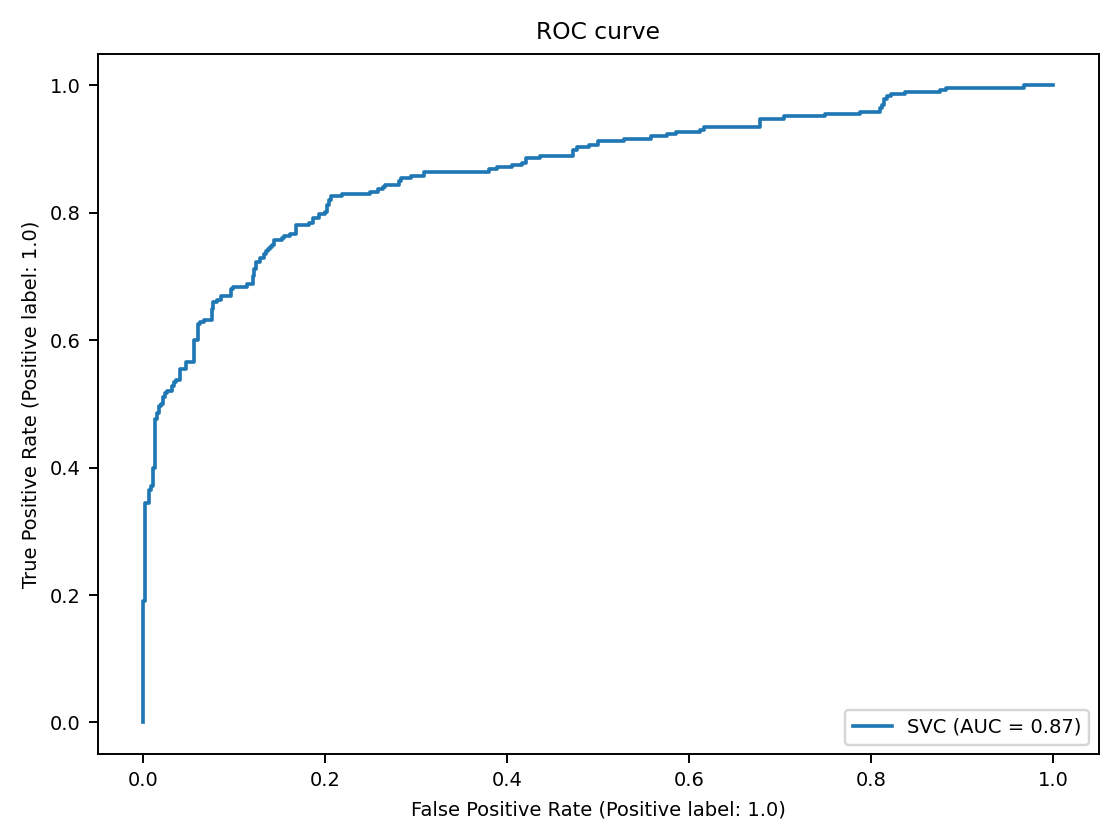 ROC curve
True Positive Rate (Positive label: 1.0)
1.0
0.8
0.6
0.4
0.2
0.0
SVC (AUC = 0.87)
0.0 0.2 0.4 0.6 0.8 1.0
False Positive Rate (Positive label: 1.0)